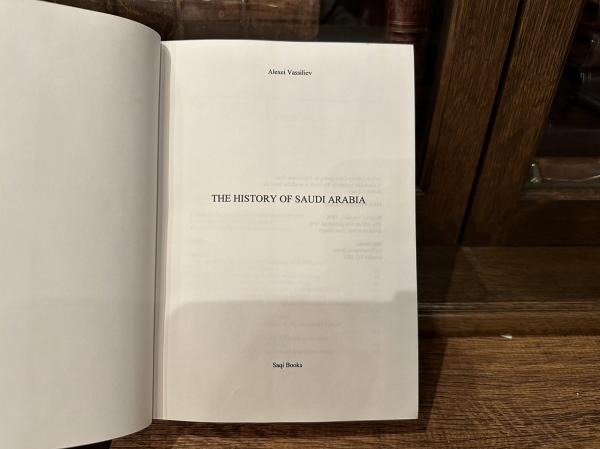 Alexei Vassiliev
THE HISTORY OF SAUDI ARABIA
Saqi Books